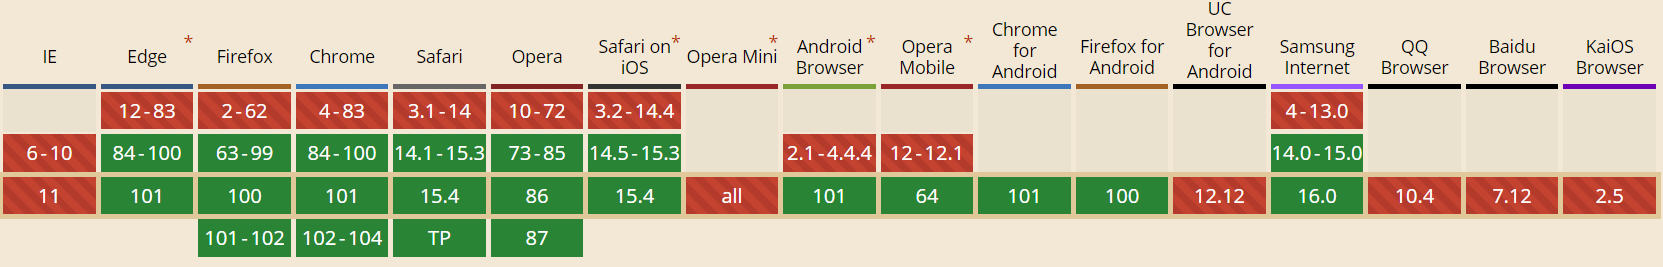 IE Edge * Firefox Chrome Safari Opera Safari on * iOS Opera Mini * Android * Browser Opera * Mobile Chrome for Android Firefox for Android UC Browser for Android Samsung Internet QQ Browser Baidu Browser KaiOS Browser
12-83 2-62 4-83 3.1-14 10-72 3.2-14.4 4-13.0
6-10 84-100 63-99 84-100 14.1-15.3 73-85 14.5-15.3 2.1-4.4.4 12-12.1 14.0-15.0
11 101 100 101 15.4 86 15.4 all 101 64 101 100 12.12 16.0 10.4 7.12 2.5
101-102 102-104 TP 87